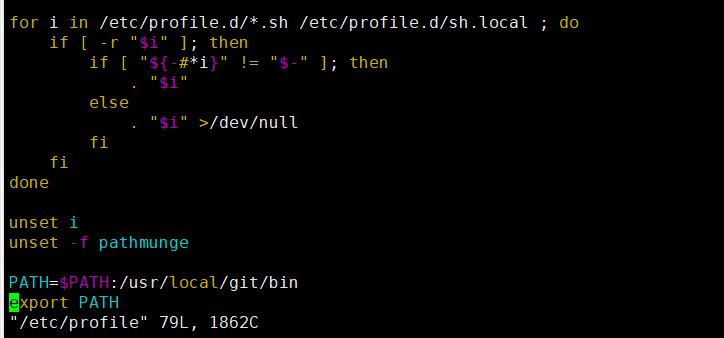 for i in /etc/profile.d/*.sh /etc/profile.d/sh.local ; do
    if [ -r "$i" ]; then
        if [ "${-#*i}" != "$-" ]; then
            . "$i"
        else
            . "$i" >/dev/null
        fi
    fi
done

unset i
unset -f pathmunge

PATH=$PATH:/usr/local/git/bin
export PATH
"/etc/profile" 79L, 1862C